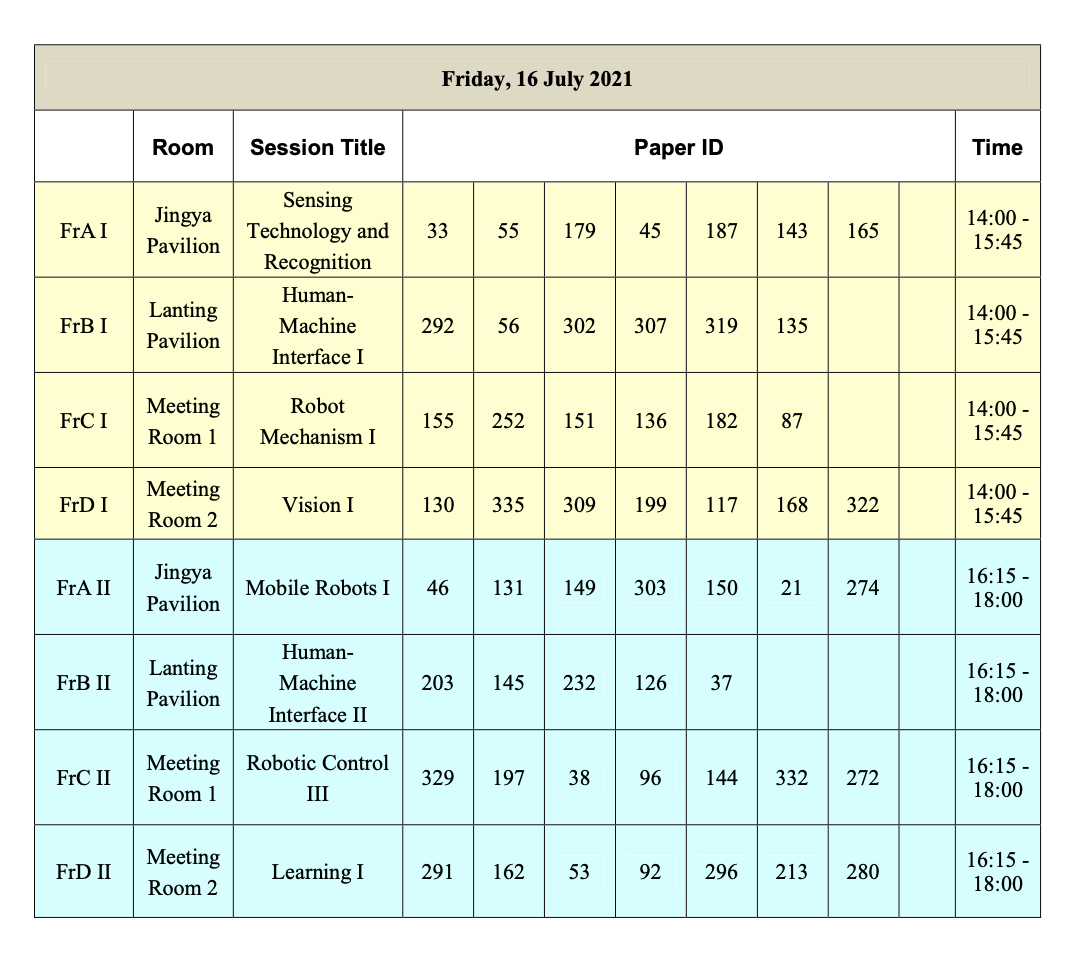 Friday, 16 July 2021
Room Session Title Paper ID Time
FrA I Jingya Pavilion Sensing Technology and Recognition 33 55 179 45 187 143 165 14:00 - 15:45
FrB I Lanting Pavilion Human-Machine Interface I 292 56 302 307 319 135 14:00 - 15:45
FrC I Meeting Room 1 Robot Mechanism I 155 252 151 136 182 87 14:00 - 15:45
FrD I Meeting Room 2 Vision I 130 335 309 199 117 168 322 14:00 - 15:45
FrA II Jingya Pavilion Mobile Robots I 46 131 149 303 150 21 274 16:15 - 18:00
FrB II Lanting Pavilion Human-Machine Interface II 203 145 232 126 37 16:15 - 18:00
FrC II Meeting Room 1 Robotic Control III 329 197 38 96 144 332 272 16:15 - 18:00
FrD II Meeting Room 2 Learning I 291 162 53 92 296 213 280 16:15 - 18:00